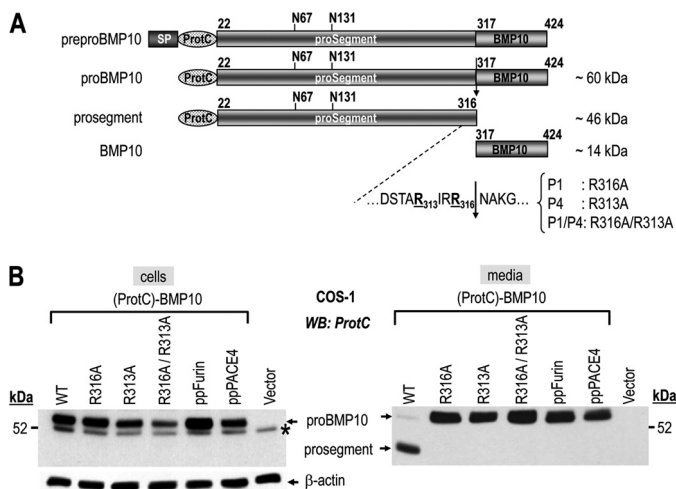 A
22 N67 N131 317 424
preproBMP10 SP ProtC proSegment BMP10
22 N67 N131 317 424
proBMP10 ProtC proSegment BMP10 ~ 60 kDa
22 N67 N131 316
prosegment ProtC proSegment ~ 46 kDa
317 424
BMP10 BMP10 ~ 14 kDa
...DSTAR313IRR316 NAKG...
P1 : R316A
P4 : R313A
P1/P4: R316A/R313A
B
cells
(ProtC)-BMP10
COS-1
WB: ProtC
media
(ProtC)-BMP10
kDa WT R316A R313A R316A / R313A ppFurin ppPACE4 Vector
WT R316A R313A R316A / R313A ppFurin ppPACE4 Vector kDa
52 * proBMP10 52
prosegment
β-actin